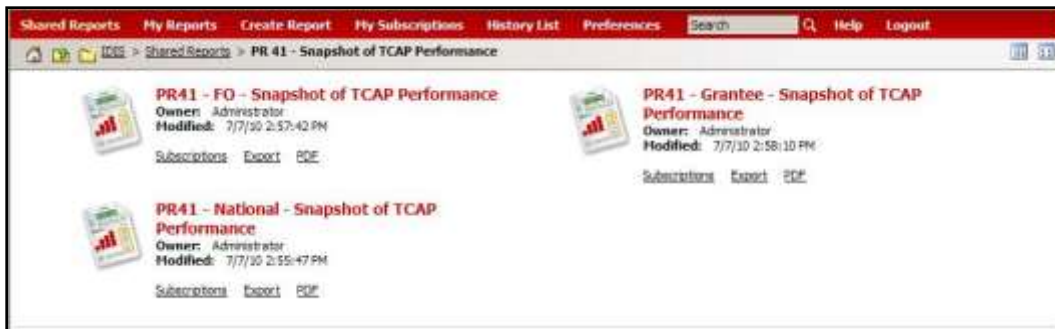 Shared Reports My Reports Create Report My Subscriptions History List Preferences Search Help Logout
IDIS > Shared Reports > PR 41 - Snapshot of TCAP Performance
PR41 - FO - Snapshot of TCAP Performance
Owner: Administrator
Modified: 7/7/10 2:57:42 PM
Subscriptions Export PDF
PR41 - Grantee - Snapshot of TCAP
Performance
Owner: Administrator
Modified: 7/7/10 2:58:10 PM
Subscriptions Export PDF
PR41 - National - Snapshot of TCAP
Performance
Owner: Administrator
Modified: 7/7/10 2:55:47 PM
Subscriptions Export PDF